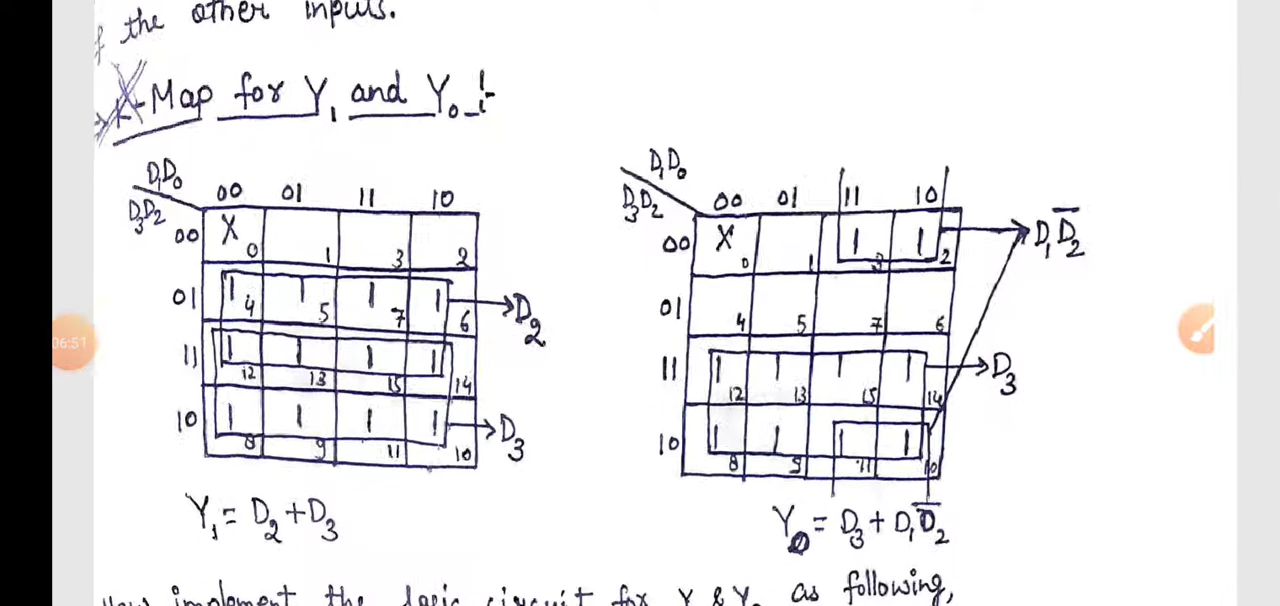 f the other inputs.
K-Map for Y1 and Y0 :-
D1D0
D3D2
00 01 11 10
00 X 0 1 3 2
01 1 4 1 5 1 7 1 6 → D2
11 1 12 1 13 1 15 1 14
10 1 8 1 9 1 11 1 10 → D3
Y1 = D2 + D3
D1D0
D3D2
00 01 11 10
00 X 0 1 1 3 1 2 → D1D̅2
01 4 5 7 6
11 1 12 1 13 1 15 1 14 → D3
10 1 8 1 9 1 11 1 10
Y0 = D3 + D1D̅2
06:51
implement the logic circuit for Y & Y0 as following,